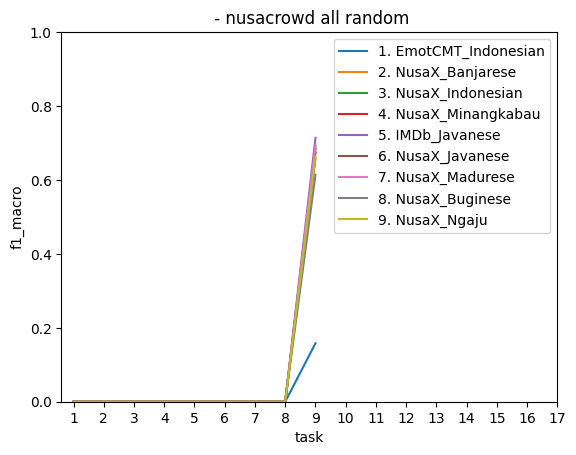 - nusacrowd all random
1.0
0.8
0.6
0.4
0.2
0.0
f1_macro
1. EmotCMT_Indonesian
2. NusaX_Banjarese
3. NusaX_Indonesian
4. NusaX_Minangkabau
5. IMDb_Javanese
6. NusaX_Javanese
7. NusaX_Madurese
8. NusaX_Buginese
9. NusaX_Ngaju
1 2 3 4 5 6 7 8 9 10 11 12 13 14 15 16 17
task